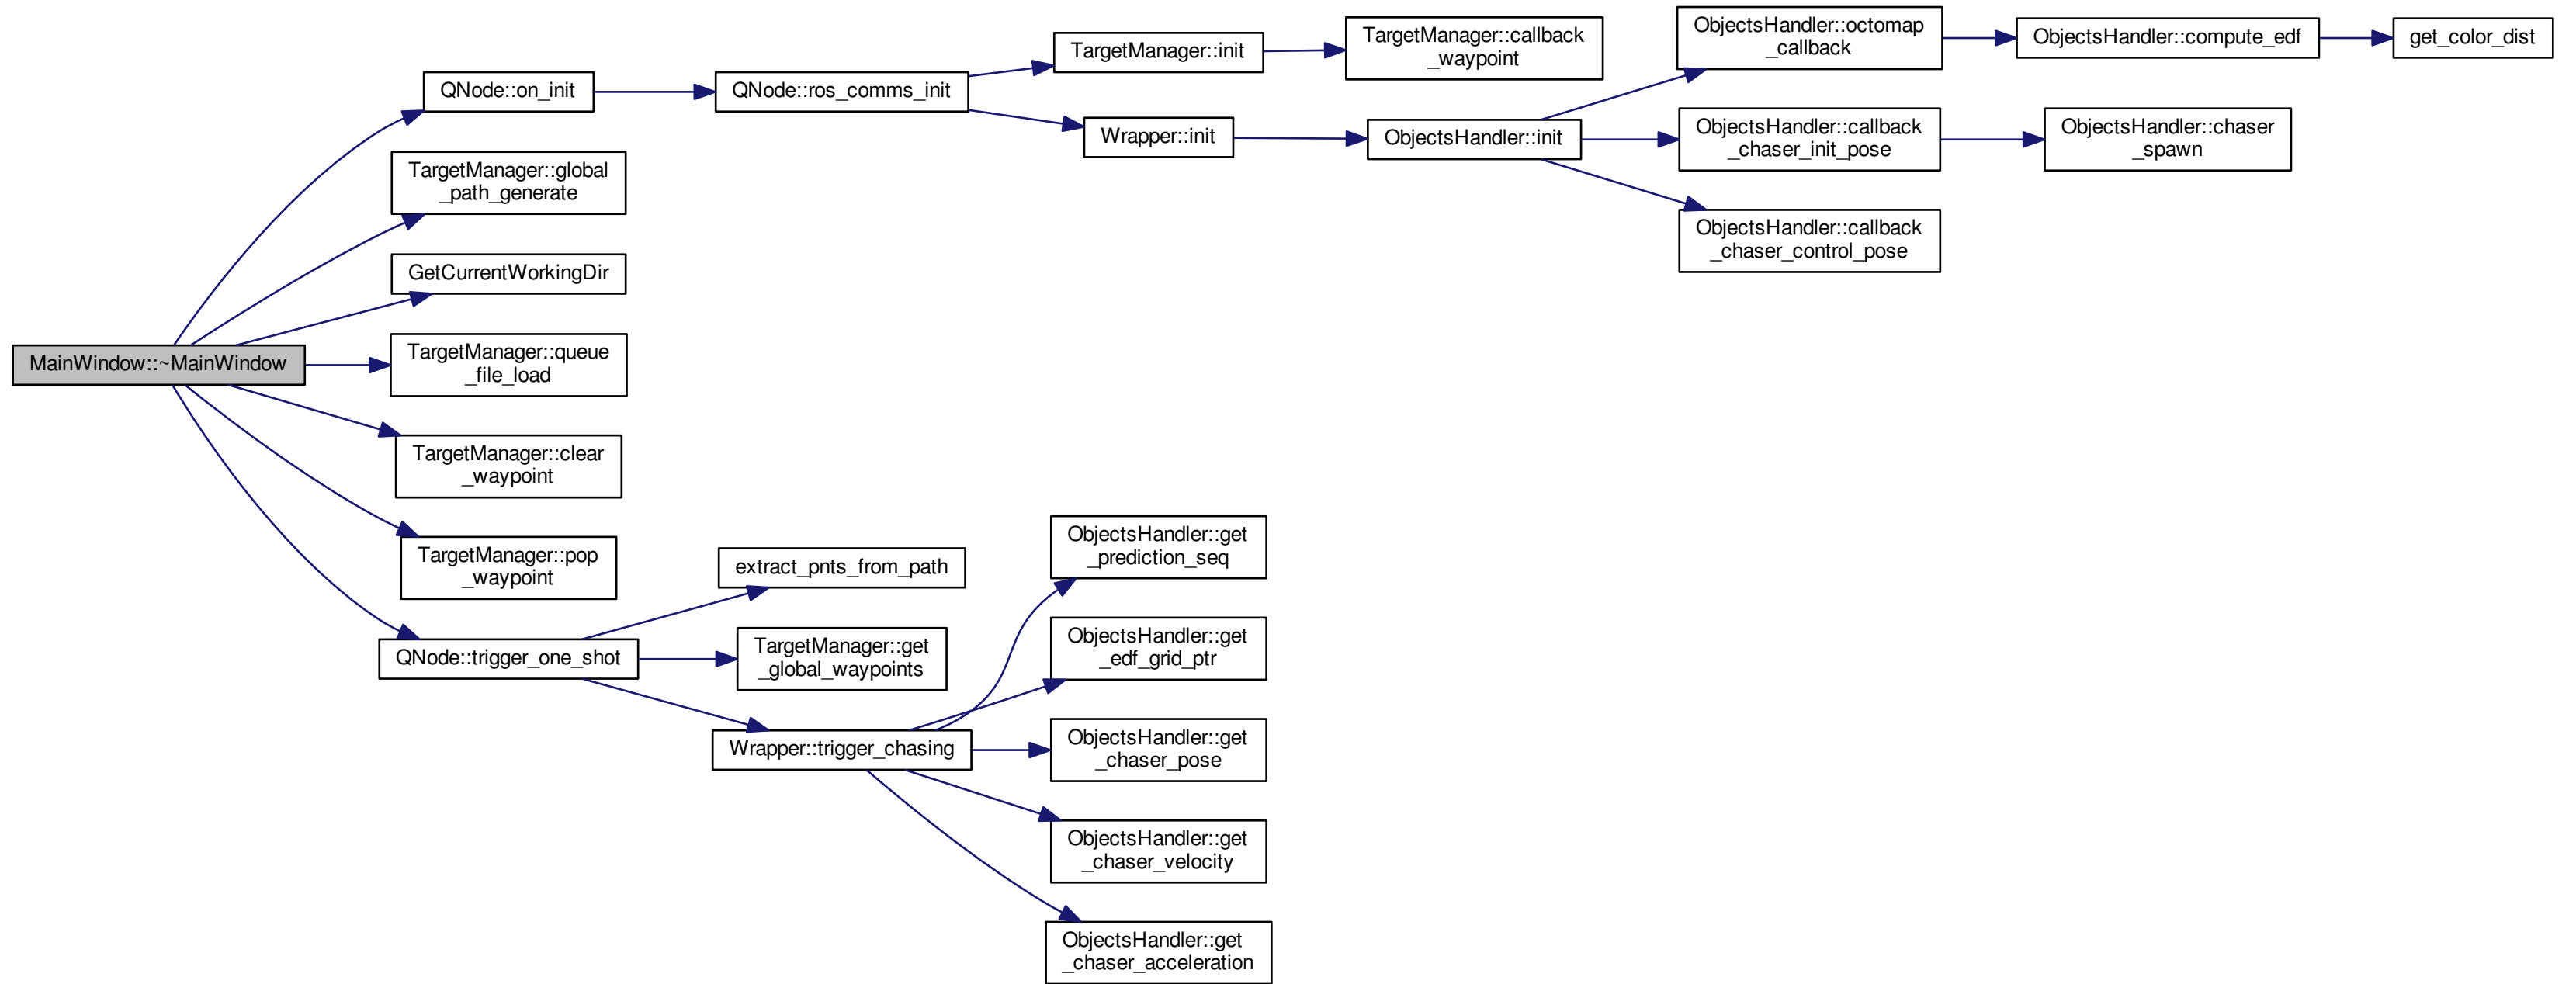 MainWindow::~MainWindow
QNode::on_init
TargetManager::global
_path_generate
GetCurrentWorkingDir
TargetManager::queue
_file_load
TargetManager::clear
_waypoint
TargetManager::pop
_waypoint
QNode::trigger_one_shot
QNode::ros_comms_init
TargetManager::init
TargetManager::callback
_waypoint
Wrapper::init
ObjectsHandler::init
ObjectsHandler::octomap
_callback
ObjectsHandler::compute_edf
get_color_dist
ObjectsHandler::callback
_chaser_init_pose
ObjectsHandler::chaser
_spawn
ObjectsHandler::callback
_chaser_control_pose
extract_pnts_from_path
TargetManager::get
_global_waypoints
Wrapper::trigger_chasing
ObjectsHandler::get
_prediction_seq
ObjectsHandler::get
_edf_grid_ptr
ObjectsHandler::get
_chaser_pose
ObjectsHandler::get
_chaser_velocity
ObjectsHandler::get
_chaser_acceleration